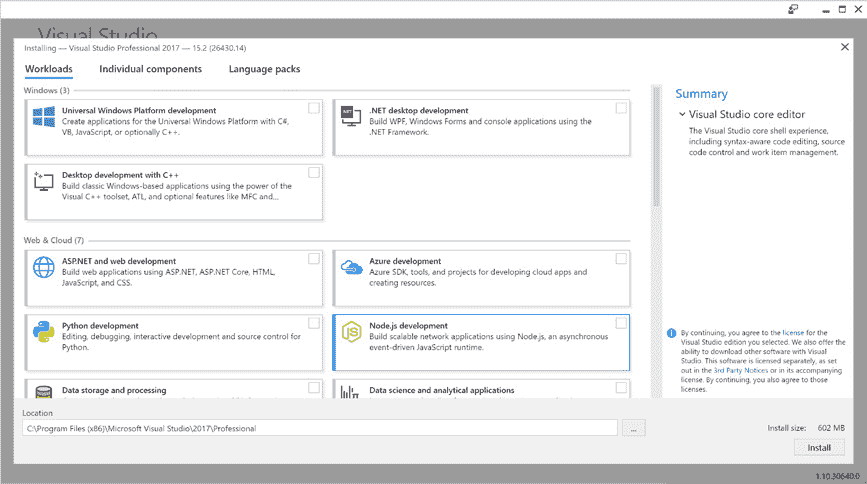 Visual Studio
Installing — Visual Studio Professional 2017 — 15.2 (26430.14)
Workloads
Individual components
Language packs
Windows (3)
Universal Windows Platform development
Create applications for the Universal Windows Platform with C#,
VB, JavaScript, or optionally C++.
.NET desktop development
Build WPF, Windows Forms and console applications using the
.NET Framework.
Desktop development with C++
Build classic Windows-based applications using the power of the
Visual C++ toolset, ATL, and optional features like MFC and...
Web & Cloud (7)
ASP.NET and web development
Build web applications using ASP.NET, ASP.NET Core, HTML,
JavaScript, and CSS.
Azure development
Azure SDK, tools, and projects for developing cloud apps and
creating resources.
Python development
Editing, debugging, interactive development and source control for
Python.
JS
Node.js development
Build scalable network applications using Node.js, an asynchronous
event-driven JavaScript runtime.
Data storage and processing
Data science and analytical applications
Summary
Visual Studio core editor
The Visual Studio core shell experience,
including syntax-aware code editing, source
code control and work item management.
By continuing, you agree to the license for the
Visual Studio edition you selected. We also offer the
ability to download other software with Visual
Studio. This software is licensed separately, as set
out in the 3rd Party Notices or in its accompanying
license. By continuing, you also agree to those
licenses.
Location
C:\Program Files (x86)\Microsoft Visual Studio\2017\Professional
...
Install size: 602 MB
Install
1.10.30640.0